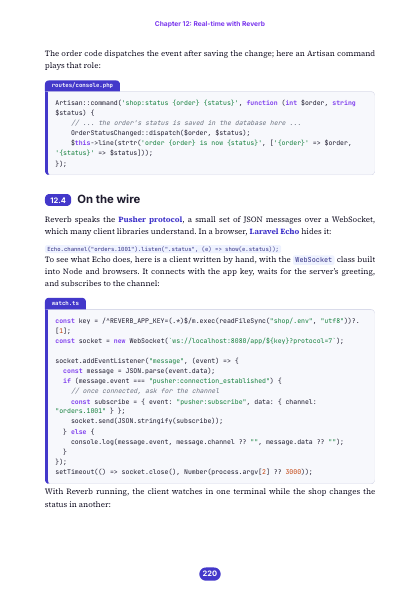 Chapter 12: Real-time with Reverb
The order code dispatches the event after saving the change; here an Artisan command
plays that role:
routes/console.php
Artisan::command('shop:status {order} {status}', function (int $order, string
$status) {
    // ... the order's status is saved in the database here ...
    OrderStatusChanged::dispatch($order, $status);
    $this->line(strtr('order {order} is now {status}', ['{order}' => $order,
'{status}' => $status]));
});
12.4 On the wire
Reverb speaks the Pusher protocol, a small set of JSON messages over a WebSocket,
which many client libraries understand. In a browser, Laravel Echo hides it:
Echo.channel("orders.1001").listen(".status", (e) => show(e.status));
To see what Echo does, here is a client written by hand, with the WebSocket class built
into Node and browsers. It connects with the app key, waits for the server's greeting,
and subscribes to the channel:
watch.ts
const key = /^REVERB_APP_KEY=(.+)$/m.exec(readFileSync("shop/.env", "utf8"))?.
[1];
const socket = new WebSocket(`ws://localhost:8080/app/${key}?protocol=7`);
socket.addEventListener("message", (event) => {
  const message = JSON.parse(event.data);
  if (message.event === "pusher:connection_established") {
    // once connected, ask for the channel
    const subscribe = { event: "pusher:subscribe", data: { channel:
"orders.1001" } };
    socket.send(JSON.stringify(subscribe));
  } else {
    console.log(message.event, message.channel ?? "", message.data ?? "");
  }
});
setTimeout(() => socket.close(), Number(process.argv[2] ?? 3000));
With Reverb running, the client watches in one terminal while the shop changes the
status in another:
220